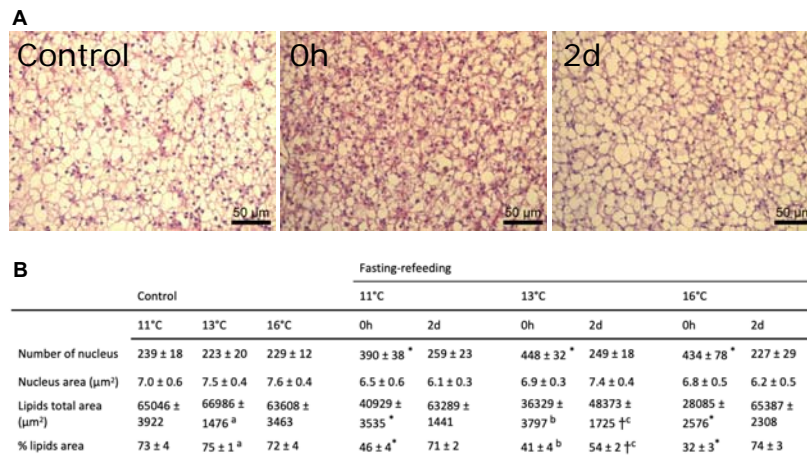 A
Control
0h
2d
50 µm
50 µm
50 µm
B
Fasting-refeeding
Control 11°C 13°C 16°C
11°C 13°C 16°C 0h 2d 0h 2d 0h 2d
Number of nucleus 239 ± 18 223 ± 20 229 ± 12 390 ± 38 * 259 ± 23 448 ± 32 * 249 ± 18 434 ± 78 * 227 ± 29
Nucleus area (µm²) 7.0 ± 0.6 7.5 ± 0.4 7.6 ± 0.4 6.5 ± 0.6 6.1 ± 0.3 6.9 ± 0.3 7.4 ± 0.4 6.8 ± 0.5 6.2 ± 0.5
Lipids total area 65046 ± 66986 ± 63608 ± 40929 ± 63289 ± 36329 ± 48373 ± 28085 ± 65387 ±
(µm²) 3922 1476 a 3463 3535 * 1441 3797 b 1725 †c 2576 * 2308
% lipids area 73 ± 4 75 ± 1 a 72 ± 4 46 ± 4 * 71 ± 2 41 ± 4 b 54 ± 2 †c 32 ± 3 * 74 ± 3